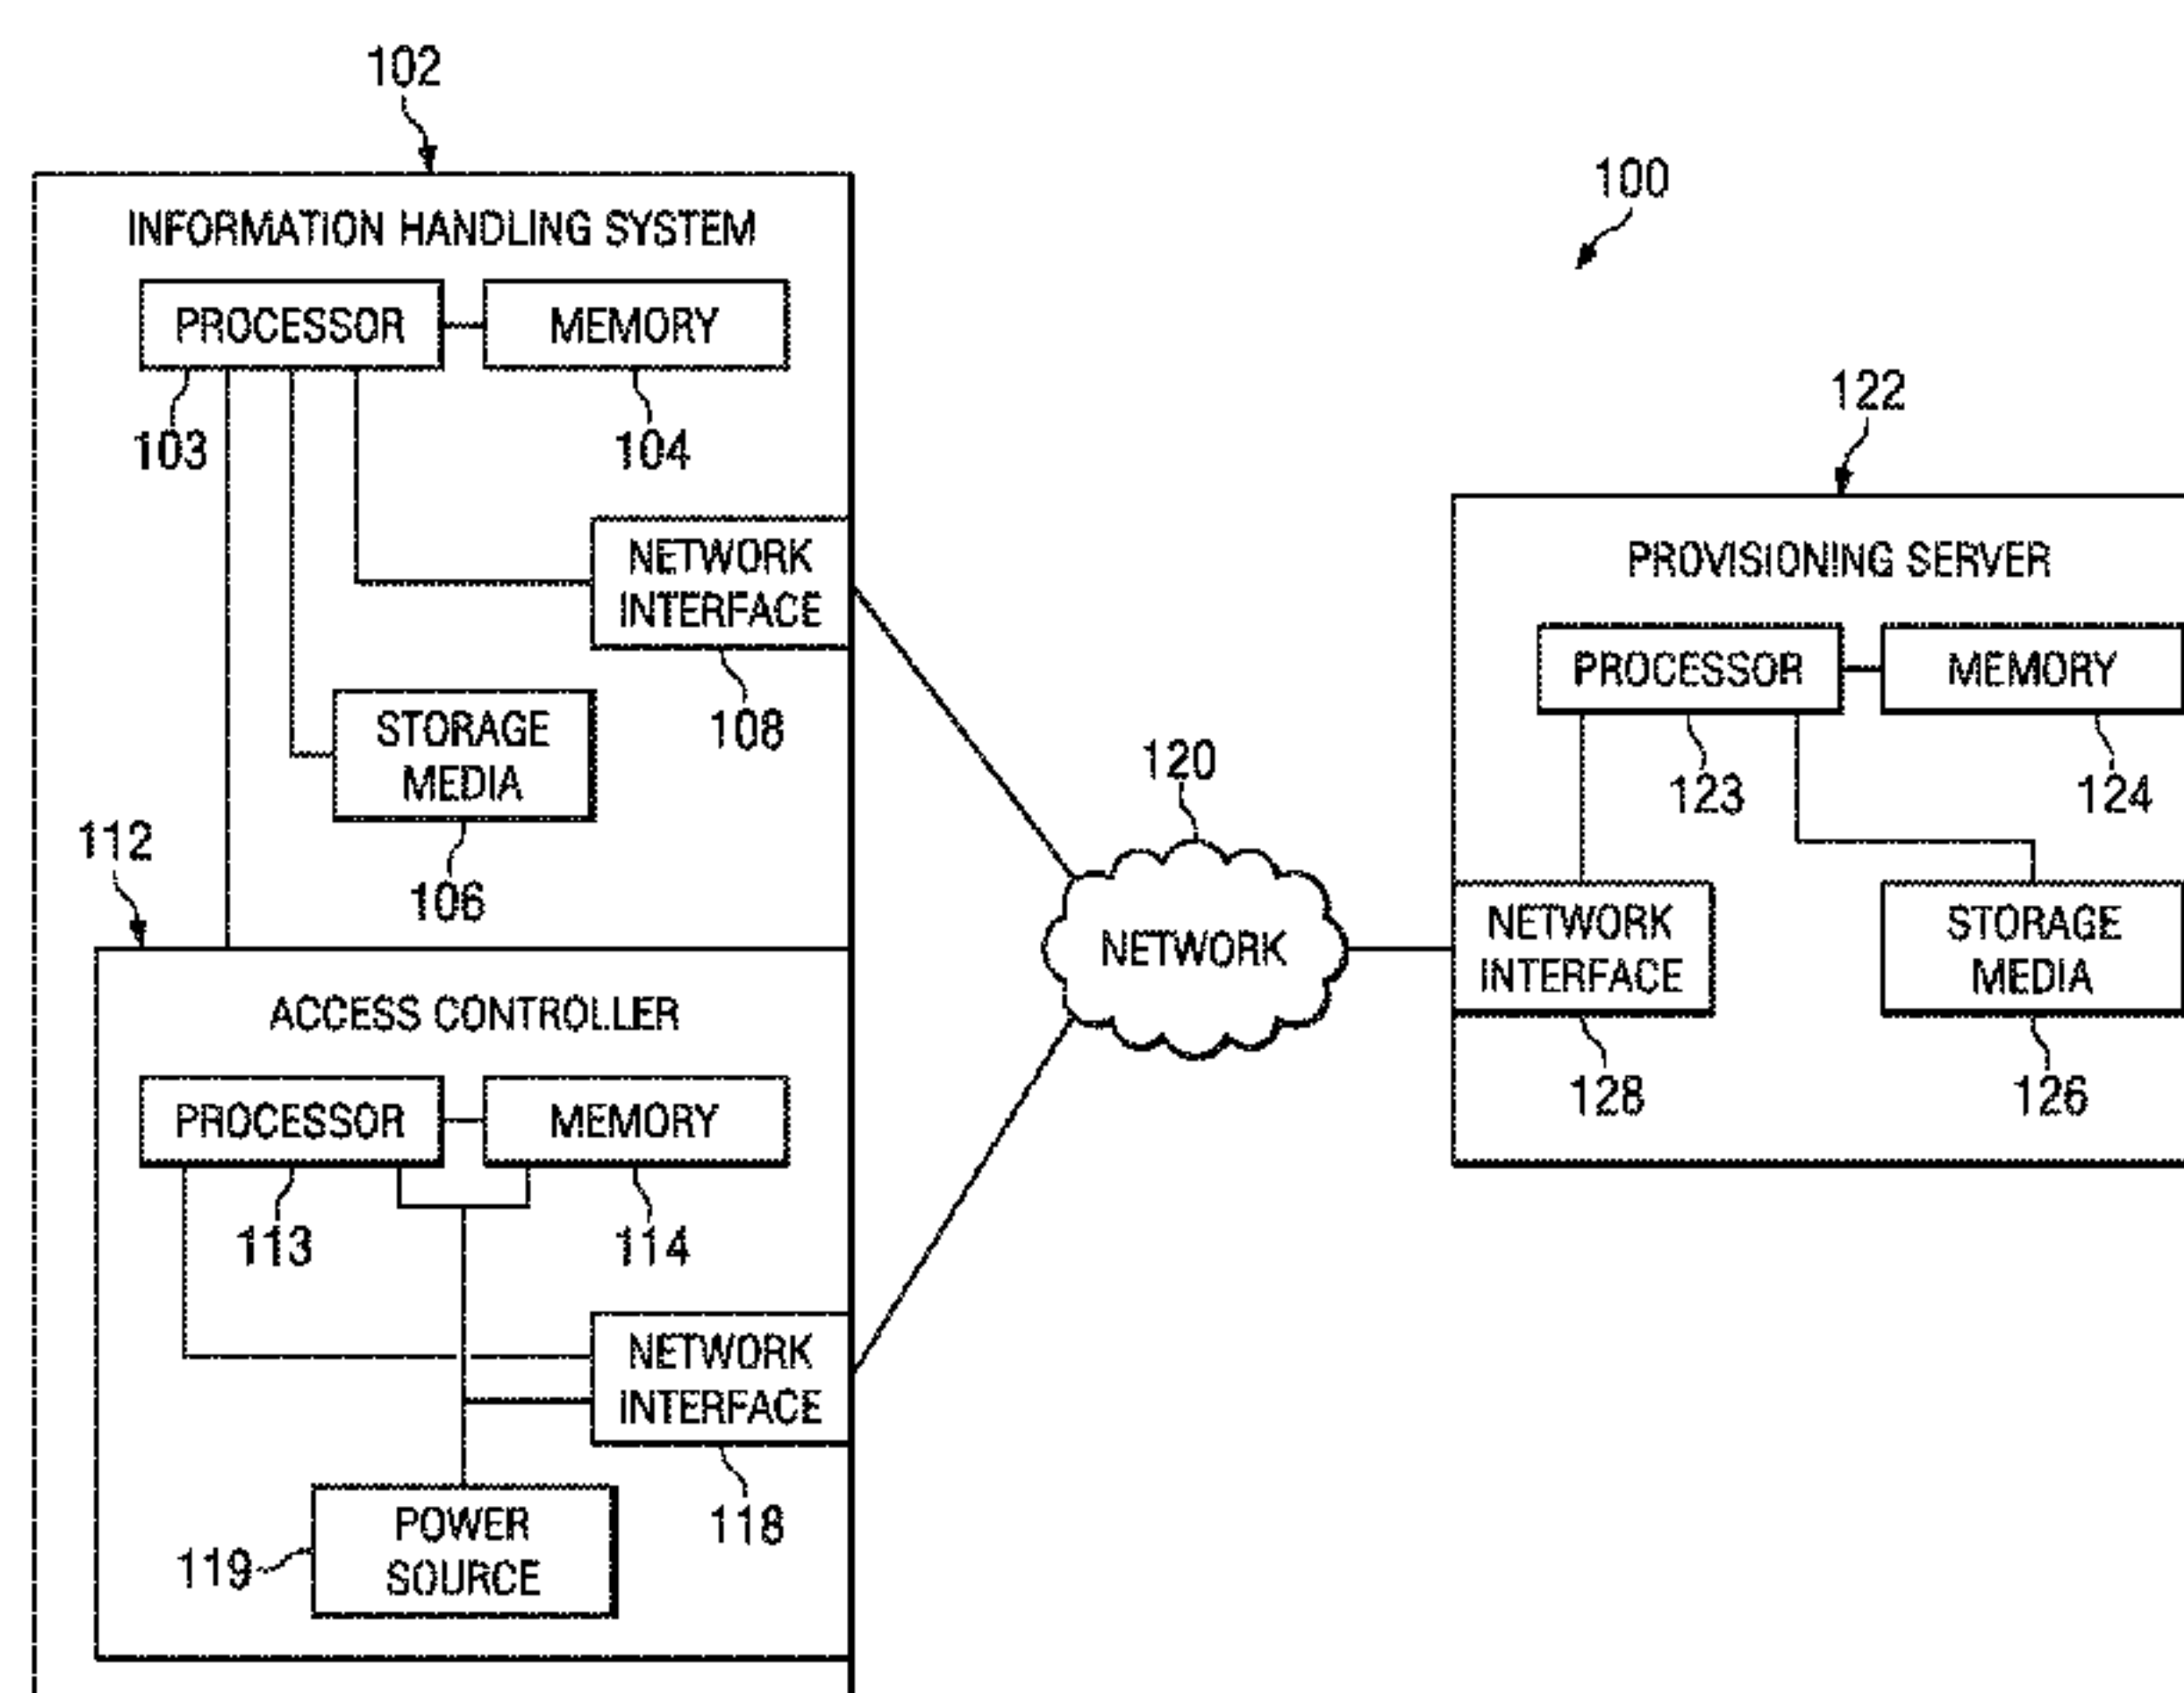 102
INFORMATION HANDLING SYSTEM
PROCESSOR
MEMORY
103
104
NETWORK
INTERFACE
108
STORAGE
MEDIA
106
112
ACCESS CONTROLLER
PROCESSOR
MEMORY
113
114
NETWORK
INTERFACE
118
POWER
SOURCE
119
120
NETWORK
100
122
PROVISIONING SERVER
PROCESSOR
MEMORY
123
124
NETWORK
INTERFACE
128
STORAGE
MEDIA
126